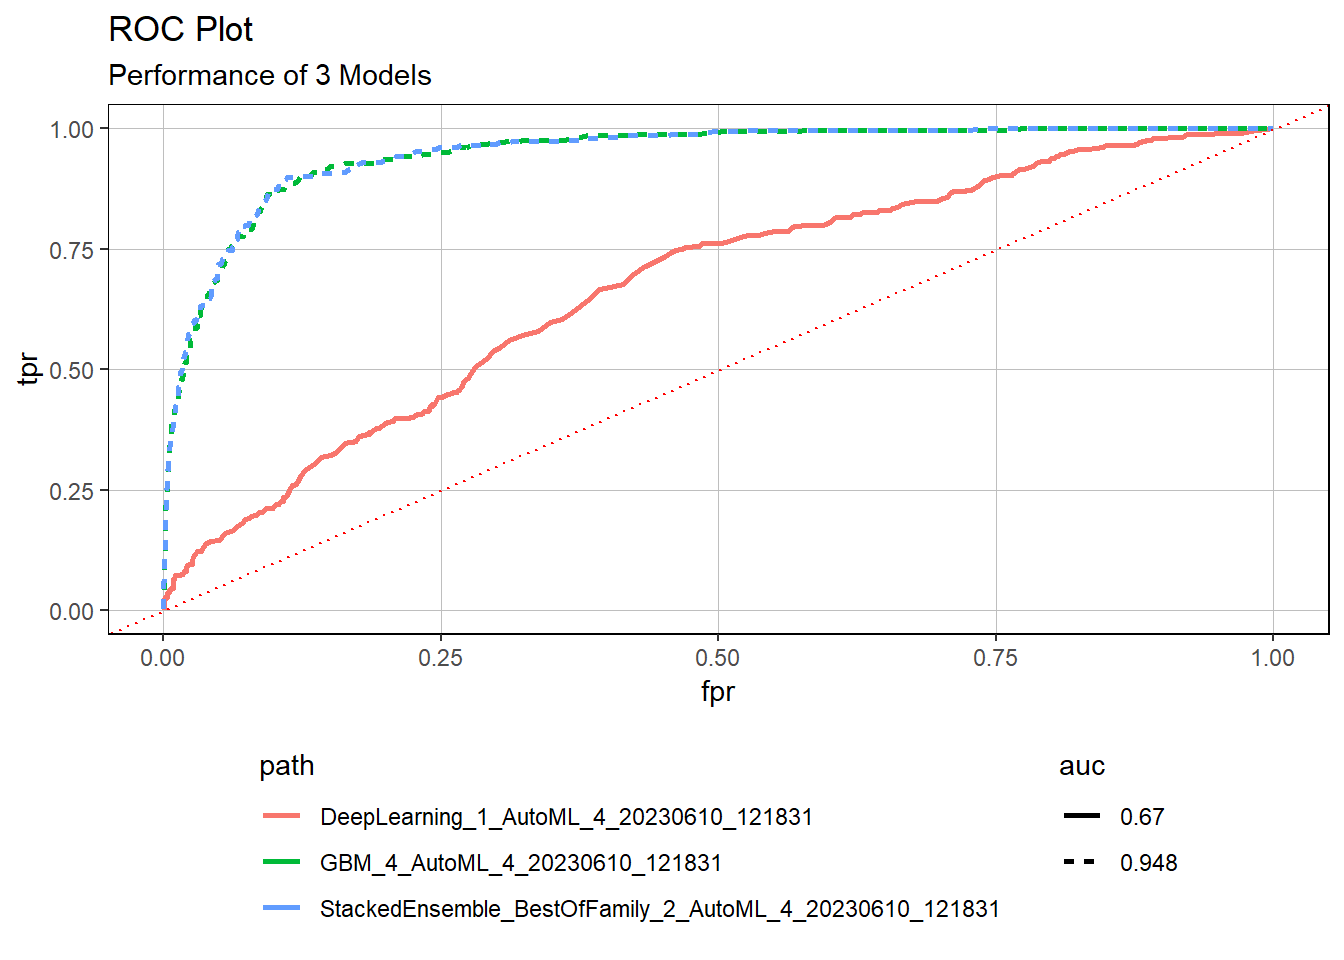 ROC Plot
Performance of 3 Models
1.00
0.75
0.50
0.25
0.00
tpr
0.00 0.25 0.50 0.75 1.00
fpr
path
DeepLearning_1_AutoML_4_20230610_121831
GBM_4_AutoML_4_20230610_121831
StackedEnsemble_BestOfFamily_2_AutoML_4_20230610_121831
auc
0.67
0.948